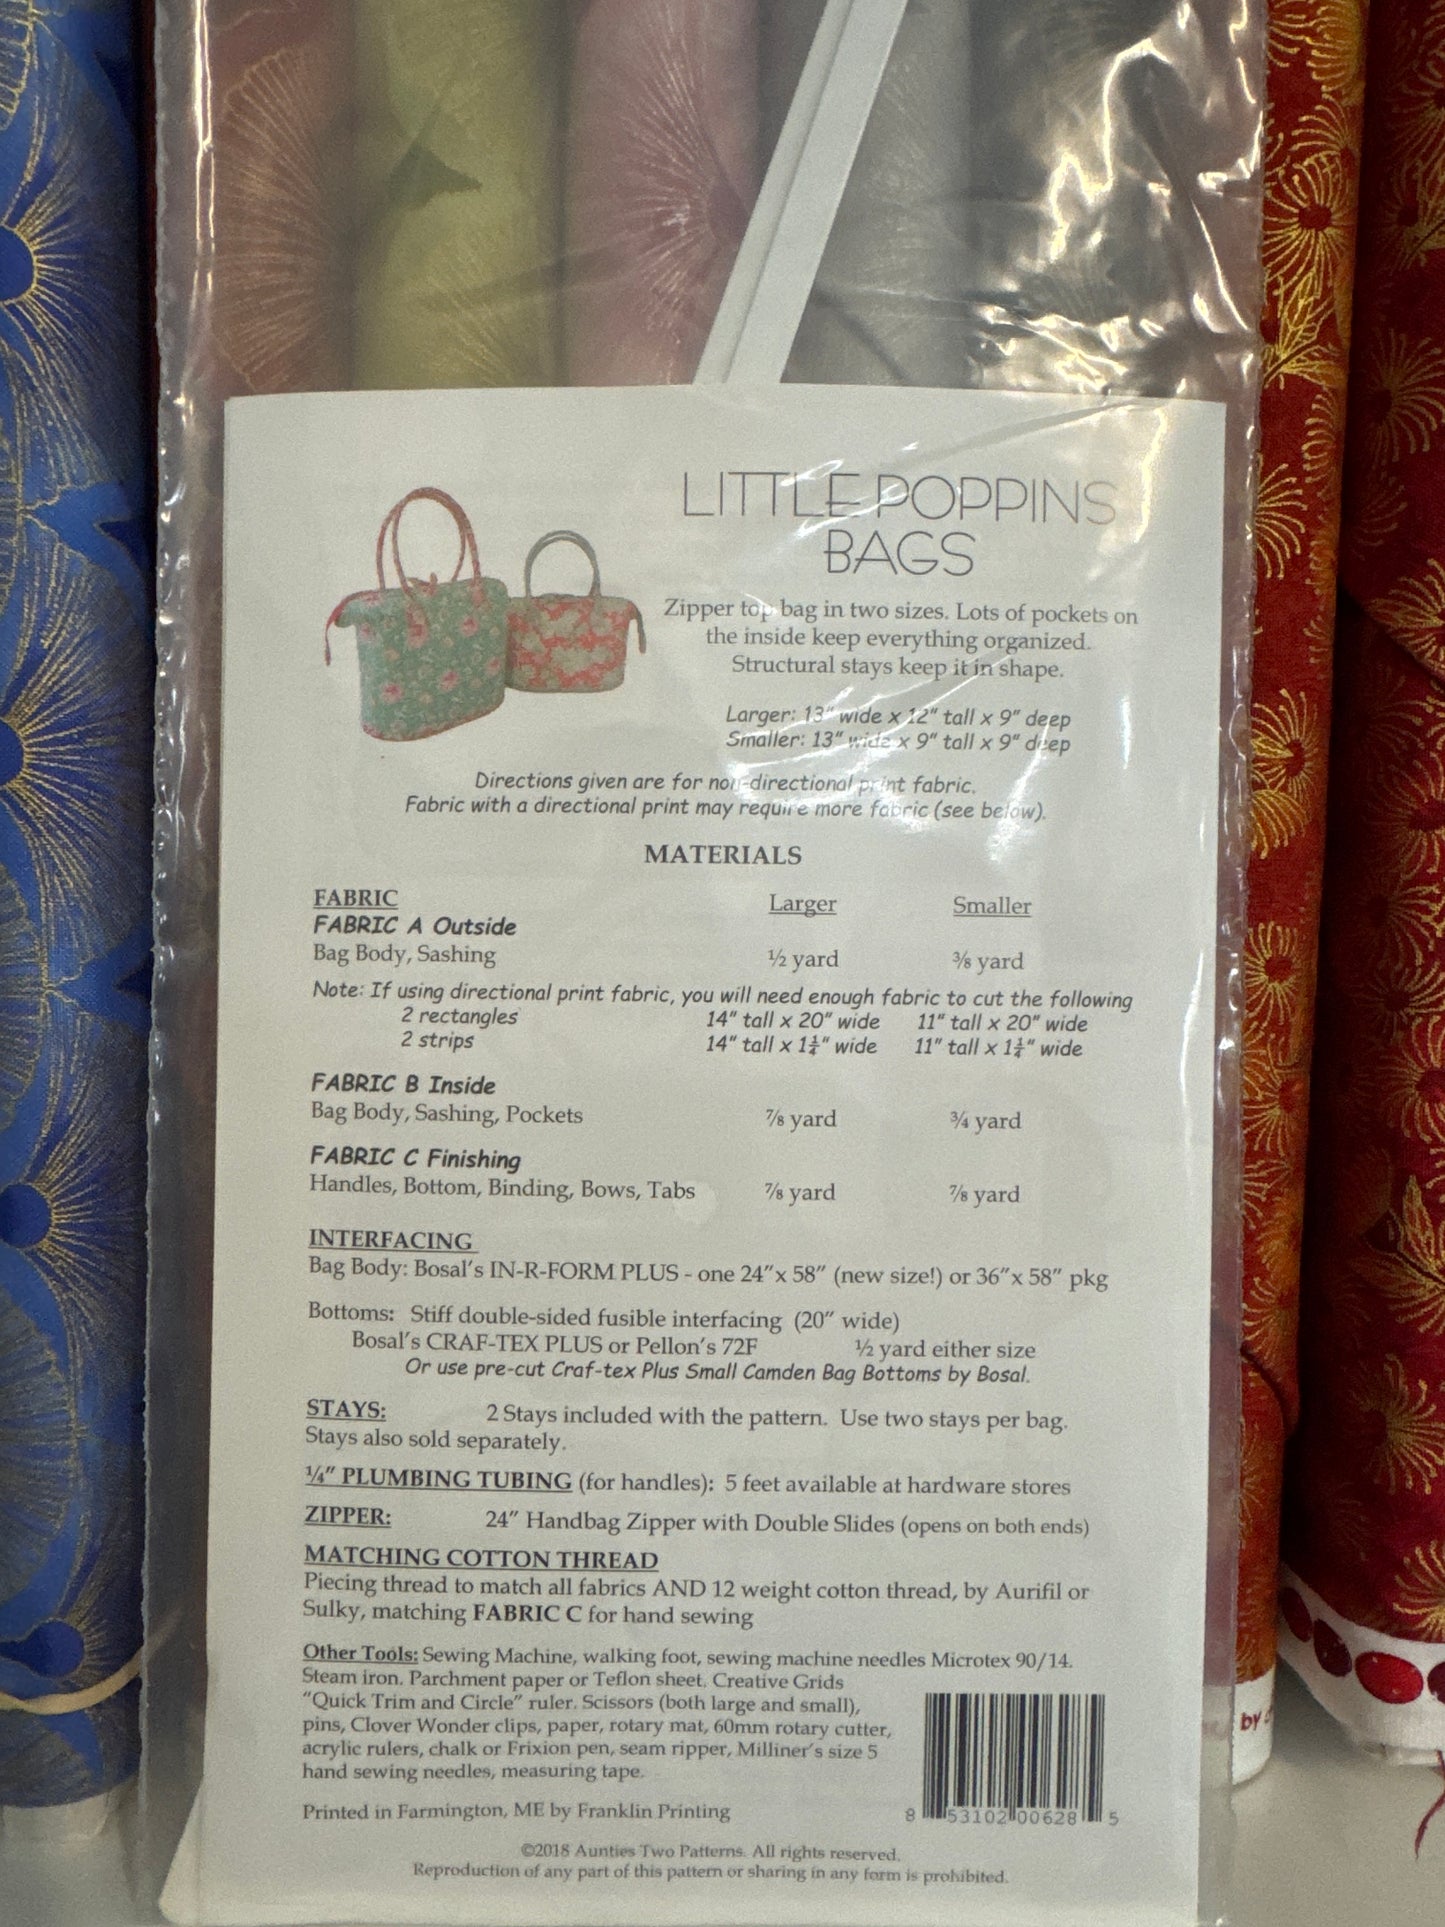 LITTLE POPPINS
BAGS
Zipper top bag in two sizes. Lots of pockets on
the inside keep everything organized.
Structural stays keep it in shape.
Larger: 13" wide x 12" tall x 9" deep
Smaller: 13" wide x 9" tall x 9" deep
Directions given are for non-directional print fabric.
Fabric with a directional print may require more fabric (see below).
MATERIALS
FABRIC Larger Smaller
FABRIC A Outside
Bag Body, Sashing ½ yard ⅜ yard
Note: If using directional print fabric, you will need enough fabric to cut the following
2 rectangles 14" tall x 20" wide 11" tall x 20" wide
2 strips 14" tall x 1¼" wide 11" tall x 1¼" wide
FABRIC B Inside
Bag Body, Sashing, Pockets ⅞ yard ¾ yard
FABRIC C Finishing
Handles, Bottom, Binding, Bows, Tabs ⅞ yard ⅞ yard
INTERFACING
Bag Body: Bosal's IN-R-FORM PLUS - one 24"x 58" (new size!) or 36"x 58" pkg
Bottoms: Stiff double-sided fusible interfacing (20" wide)
Bosal's CRAF-TEX PLUS or Pellon's 72F ½ yard either size
Or use pre-cut Craf-tex Plus Small Camden Bag Bottoms by Bosal.
STAYS: 2 Stays included with the pattern. Use two stays per bag.
Stays also sold separately.
¼" PLUMBING TUBING (for handles): 5 feet available at hardware stores
ZIPPER: 24" Handbag Zipper with Double Slides (opens on both ends)
MATCHING COTTON THREAD
Piecing thread to match all fabrics AND 12 weight cotton thread, by Aurifil or
Sulky, matching FABRIC C for hand sewing
Other Tools: Sewing Machine, walking foot, sewing machine needles Microtex 90/14.
Steam iron. Parchment paper or Teflon sheet. Creative Grids
"Quick Trim and Circle" ruler. Scissors (both large and small),
pins, Clover Wonder clips, paper, rotary mat, 60mm rotary cutter,
acrylic rulers, chalk or Frixion pen, seam ripper, Milliner's size 5
hand sewing needles, measuring tape.
Printed in Farmington, ME by Franklin Printing
8 53102 00628 5
©2018 Aunties Two Patterns. All rights reserved.
Reproduction of any part of this pattern or sharing in any form is prohibited.
by